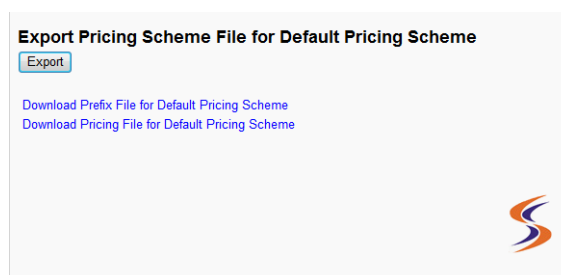 Export Pricing Scheme File for Default Pricing Scheme
Export
Download Prefix File for Default Pricing Scheme
Download Pricing File for Default Pricing Scheme